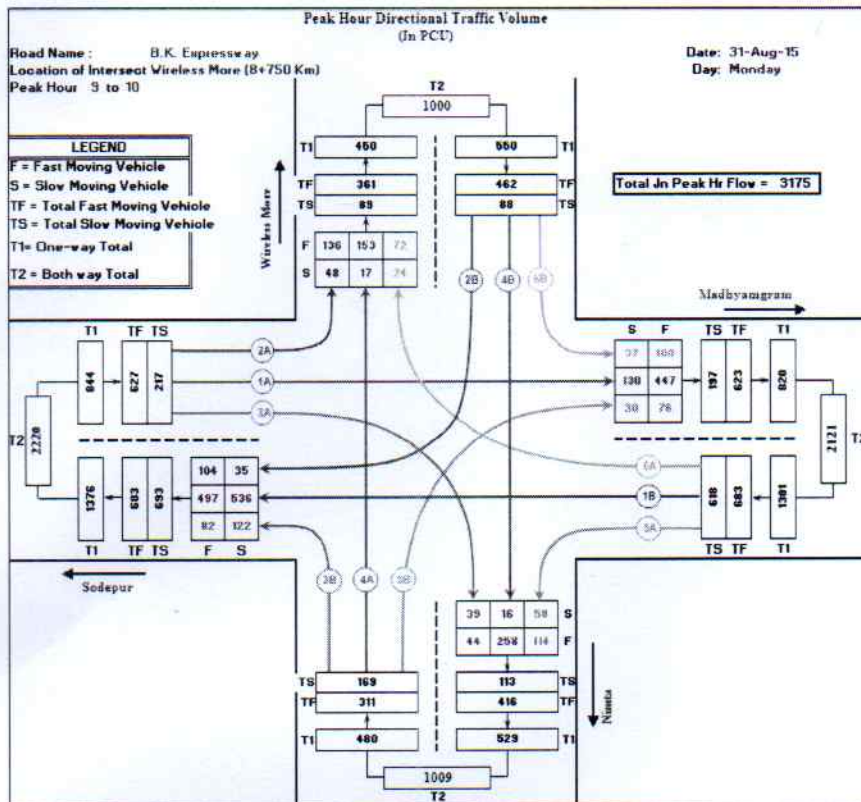 Peak Hour Directional Traffic Volume
(In PCU)
Road Name : B.K. Expressway
Date: 31-Aug-15
Location of Intersect Wireless More (8+750 Km)
Day: Monday
Peak Hour 9 to 10
T2
1000
LEGEND
F = Fast Moving Vehicle
S = Slow Moving Vehicle
TF = Total Fast Moving Vehicle
TS = Total Slow Moving Vehicle
T1= One-way Total
T2 = Both way Total
Total Jn Peak Hr Flow = 3175
Wireless More
T1 450
TF 361
TS 89
F 136 153 72
S 48 17 24
550 T1
462 TF
88 TS
2B 4B 6B
Madhyamgram
T1 TF TS
844 627 217
2A
1A
3A
T2 2220
1376 683 693
104 35
497 536
82 122
T1 TF TS F S
Sodepur
S F TS TF T1
37 100
130 447
30 76
197 623 820
2121 T2
6A
1B
5A
618 683 1301
TS TF T1
3B 4A 5B
39 16 58 S
44 258 114 F
113 TS
416 TF
529 T1
Nimta
TS 169
TF 311
T1 480
1009
T2